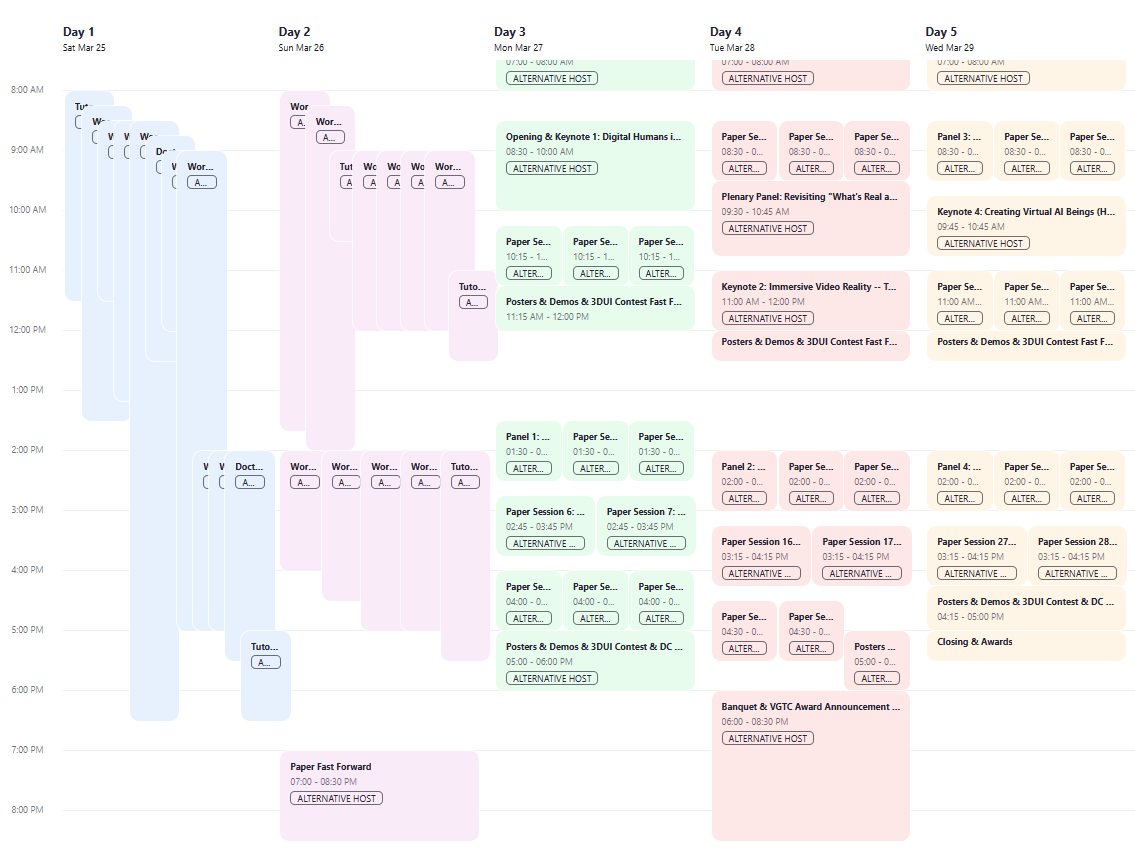 Day 1
Sat Mar 25
Day 2
Sun Mar 26
Day 3
Mon Mar 27
Day 4
Tue Mar 28
Day 5
Wed Mar 29
8:00 AM
9:00 AM
10:00 AM
11:00 AM
12:00 PM
1:00 PM
2:00 PM
3:00 PM
4:00 PM
5:00 PM
6:00 PM
7:00 PM
8:00 PM
Wor...
A...
Doct...
A...
Tuto...
A...
Wor...
A...
Wor...
A...
Tuto...
A...
Wor...
A...
Wor...
A...
Wor...
A...
Wor...
A...
Tuto...
A...
Paper Fast Forward
07:00 - 08:30 PM
ALTERNATIVE HOST
07:00 - 08:00 AM
ALTERNATIVE HOST
Opening & Keynote 1: Digital Humans i...
08:30 - 10:00 AM
ALTERNATIVE HOST
Paper Se...
10:15 - 1...
ALTER...
Paper Se...
10:15 - 1...
ALTER...
Paper Se...
10:15 - 1...
ALTER...
Posters & Demos & 3DUI Contest Fast F...
11:15 AM - 12:00 PM
Panel 1: ...
01:30 - 0...
ALTER...
Paper Se...
01:30 - 0...
ALTER...
Paper Se...
01:30 - 0...
ALTER...
Paper Session 6: ...
02:45 - 03:45 PM
ALTERNATIVE ...
Paper Session 7: ...
02:45 - 03:45 PM
ALTERNATIVE ...
Paper Se...
04:00 - 0...
ALTER...
Paper Se...
04:00 - 0...
ALTER...
Paper Se...
04:00 - 0...
ALTER...
Posters & Demos & 3DUI Contest & DC ...
05:00 - 06:00 PM
ALTERNATIVE HOST
07:00 - 08:00 AM
ALTERNATIVE HOST
Paper Se...
08:30 - 0...
ALTER...
Paper Se...
08:30 - 0...
ALTER...
Paper Se...
08:30 - 0...
ALTER...
Plenary Panel: Revisiting "What's Real a...
09:30 - 10:45 AM
ALTERNATIVE HOST
Keynote 2: Immersive Video Reality -- T...
11:00 AM - 12:00 PM
ALTERNATIVE HOST
Posters & Demos & 3DUI Contest Fast F...
Panel 2: ...
02:00 - 0...
ALTER...
Paper Se...
02:00 - 0...
ALTER...
Paper Se...
02:00 - 0...
ALTER...
Paper Session 16...
03:15 - 04:15 PM
ALTERNATIVE ...
Paper Session 17...
03:15 - 04:15 PM
ALTERNATIVE ...
Paper Se...
04:30 - 0...
ALTER...
Paper Se...
04:30 - 0...
ALTER...
Posters ...
05:00 - 0...
ALTER...
Banquet & VGTC Award Announcement ...
06:00 - 08:30 PM
ALTERNATIVE HOST
07:00 - 08:00 AM
ALTERNATIVE HOST
Panel 3: ...
08:30 - 0...
ALTER...
Paper Se...
08:30 - 0...
ALTER...
Paper Se...
08:30 - 0...
ALTER...
Keynote 4: Creating Virtual AI Beings (H...
09:45 - 10:45 AM
ALTERNATIVE HOST
Paper Se...
11:00 AM...
ALTER...
Paper Se...
11:00 AM...
ALTER...
Paper Se...
11:00 AM...
ALTER...
Posters & Demos & 3DUI Contest Fast F...
Panel 4: ...
02:00 - 0...
ALTER...
Paper Se...
02:00 - 0...
ALTER...
Paper Se...
02:00 - 0...
ALTER...
Paper Session 27...
03:15 - 04:15 PM
ALTERNATIVE ...
Paper Session 28...
03:15 - 04:15 PM
ALTERNATIVE ...
Posters & Demos & 3DUI Contest & DC ...
04:15 - 05:00 PM
Closing & Awards